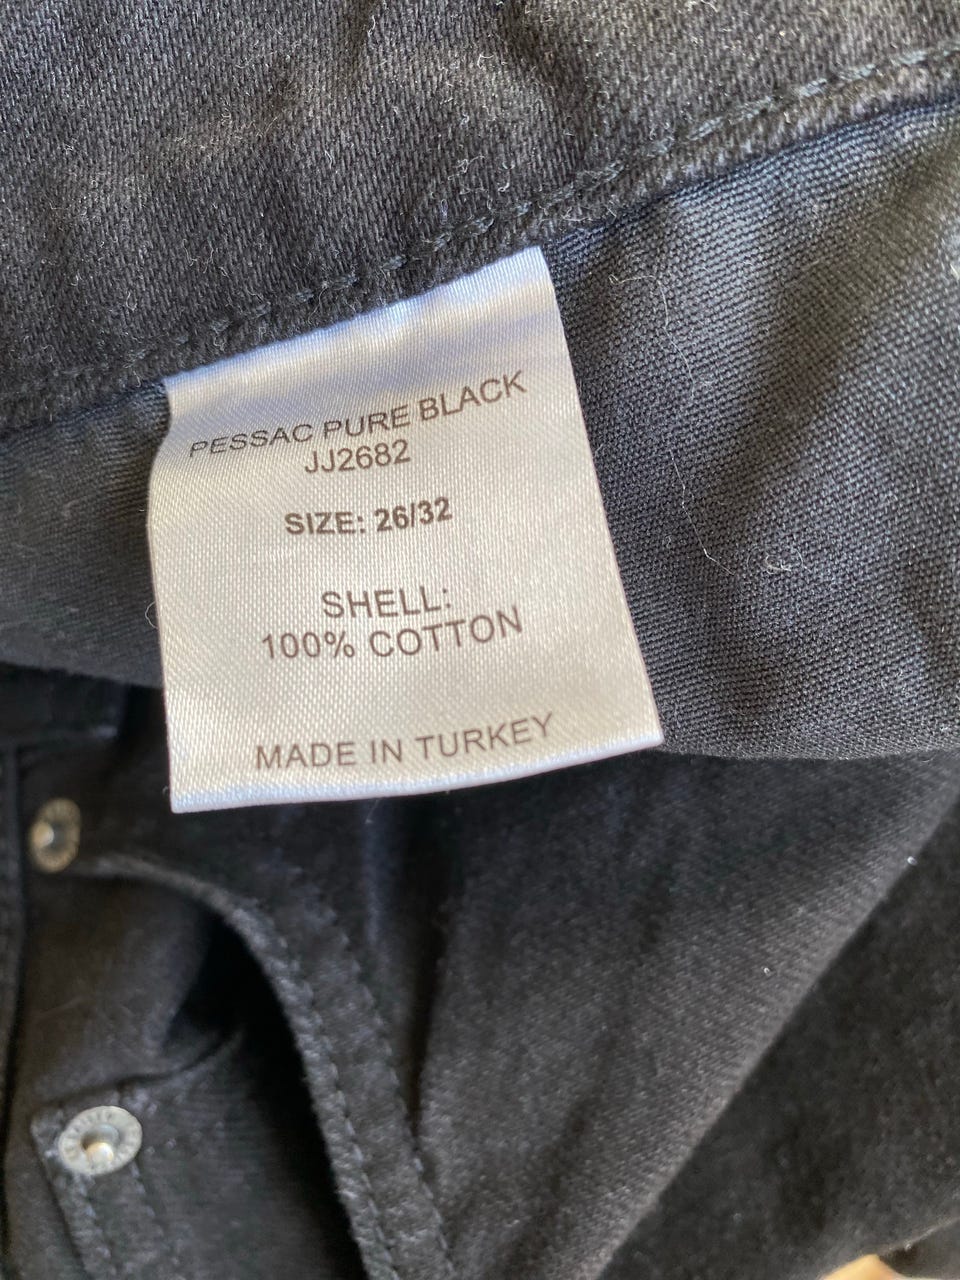 PESSAC PURE BLACK
JJ2682
SIZE: 26/32
SHELL:
100% COTTON
MADE IN TURKEY